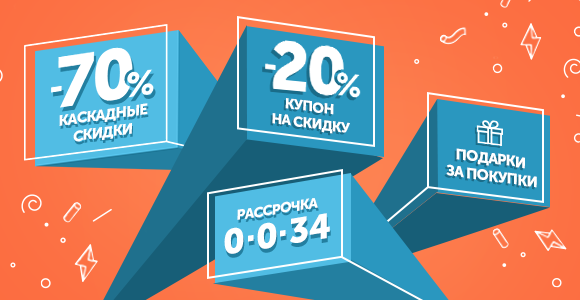 -70%
КАСКАДНЫЕ
СКИДКИ
-20%
КУПОН
НА СКИДКУ
ПОДАРКИ
ЗА ПОКУПКИ
РАССРОЧКА
0·0·34